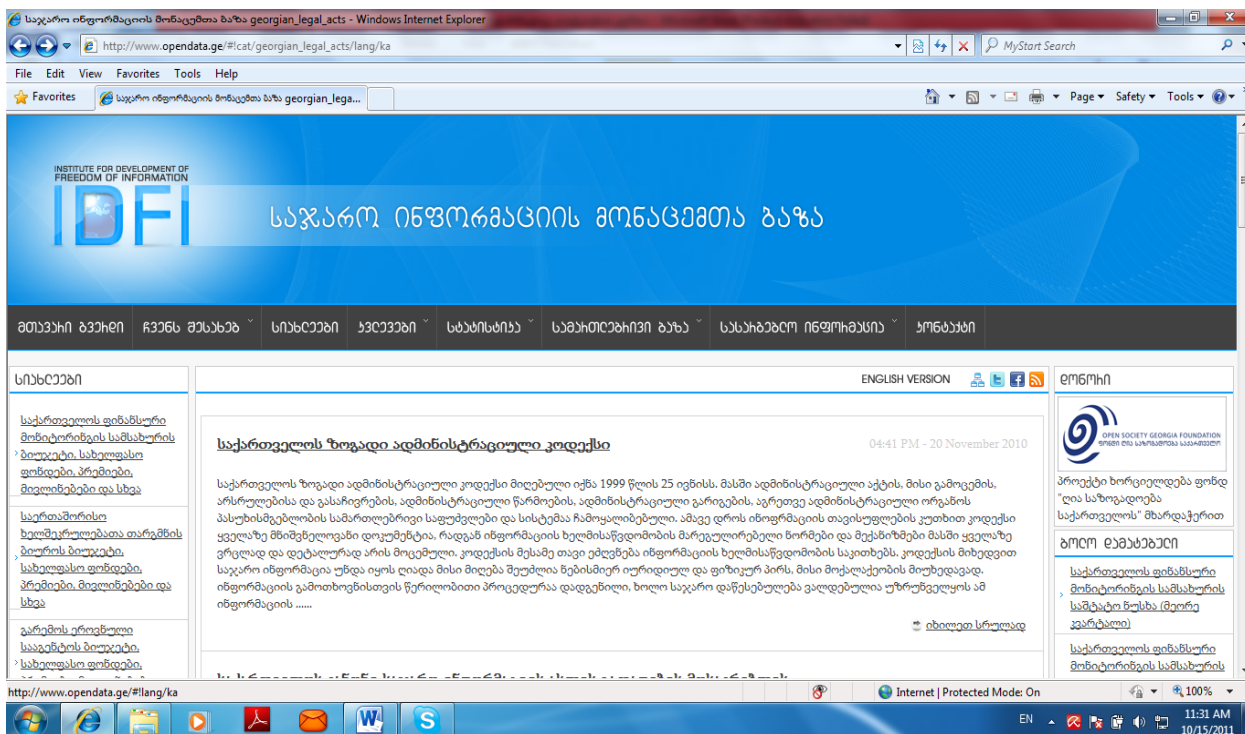 საჯარო ინფორმაციის მონაცემთა ბაზა georgian_legal_acts - Windows Internet Explorer
http://www.opendata.ge/#!cat/georgian_legal_acts/lang/ka
MyStart Search
File Edit View Favorites Tools Help
Favorites
საჯარო ინფორმაციის მონაცემთა ბაზა georgian_lega...
Page Safety Tools
INSTITUTE FOR DEVELOPMENT OF
FREEDOM OF INFORMATION
IDFI
საჯარო ინფორმაციის მონაცემთა ბაზა
მთავარი გვერდი ჩვენს შესახებ სიახლეები კვლევები სტატისტიკა სამართლებრივი ბაზა სასარგებლო ინფორმაცია კონტაქტი
სიახლეები
საქართველოს ფინანსური
მონიტორინგის სამსახურის
ბიუჯეტი, სახელფასო
ფონდები, პრემიები,
მივლინებები და სხვა
საერთაშორისო
ხელშეკრულებათა თარგმნის
ბიუროს ბიუჯეტი,
სახელფასო ფონდები,
პრემიები, მივლინებები და
სხვა
გარემოს ეროვნული
სააგენტოს ბიუჯეტი,
სახელფასო ფონდები,
ENGLISH VERSION
საქართველოს ზოგადი ადმინისტრაციული კოდექსი
04:41 PM - 20 November 2010
საქართველოს ზოგადი ადმინისტრაციული კოდექსი მიღებული იქნა 1999 წლის 25 ივნისს. მასში ადმინისტრაციული აქტის, მისი გამოცემის,
არსრულებისა და გასაჩივრების, ადმინისტრაციული წარმოების, ადმინისტრაციული გარიგების, აგრეთვე ადმინისტრაციული ორგანოს
პასუხისმგებლობის სამართლებრივი საფუძვლები და სისტემაა ჩამოყალიბებული. ამავე დროს ინოფრმაციის თავისუფლების კუთხით კოდექსი
ყველაზე მნიშვნელოვანი დოკუმენტია, რადგან ინფორმაციის ხელმისაწვდომობის მარეგულირებელი ნორმები და მექანიზმები მასში ყველაზე
ვრცლად და დეტალურად არის მოცემული. კოდექსის მესამე თავი ეძღვნება ინფორმაციის ხელმისაწვდომობის საკითხებს. კოდექსის მიხედვით
საჯარო ინფორმაცია უნდა იყოს ღიადა მისი მიღება შეუძლია ნებისმიერ იურიდიულ და ფიზიკურ პირს, მისი მოქალაქეობის მიუხედავად.
ინფორმაციის გამოთხოვნისთვის წერილობითი პროცედურაა დადგენილი, ხოლო საჯარო დაწესებულება ვალდებულია უზრუნველყოს ამ
ინფორმაციის ......
იხილეთ სრულად
დონორი
OPEN SOCIETY GEORGIA FOUNDATION
ფონდი ღია საზოგადოება საქართველო
პროექტი ხორციელდება ფონდ
"ღია საზოგადოება
საქართველოს" მხარდაჭერით
ბოლო დამატებული
საქართველოს ფინანსური
მონიტორინგის სამსახურის
საშტატო ნუსხა (მეორე
კვარტალი)
საქართველოს ფინანსური
მონიტორინგის სამსახურის
http://www.opendata.ge/#!lang/ka
Internet | Protected Mode: On
100%
EN
11:31 AM
10/15/2011